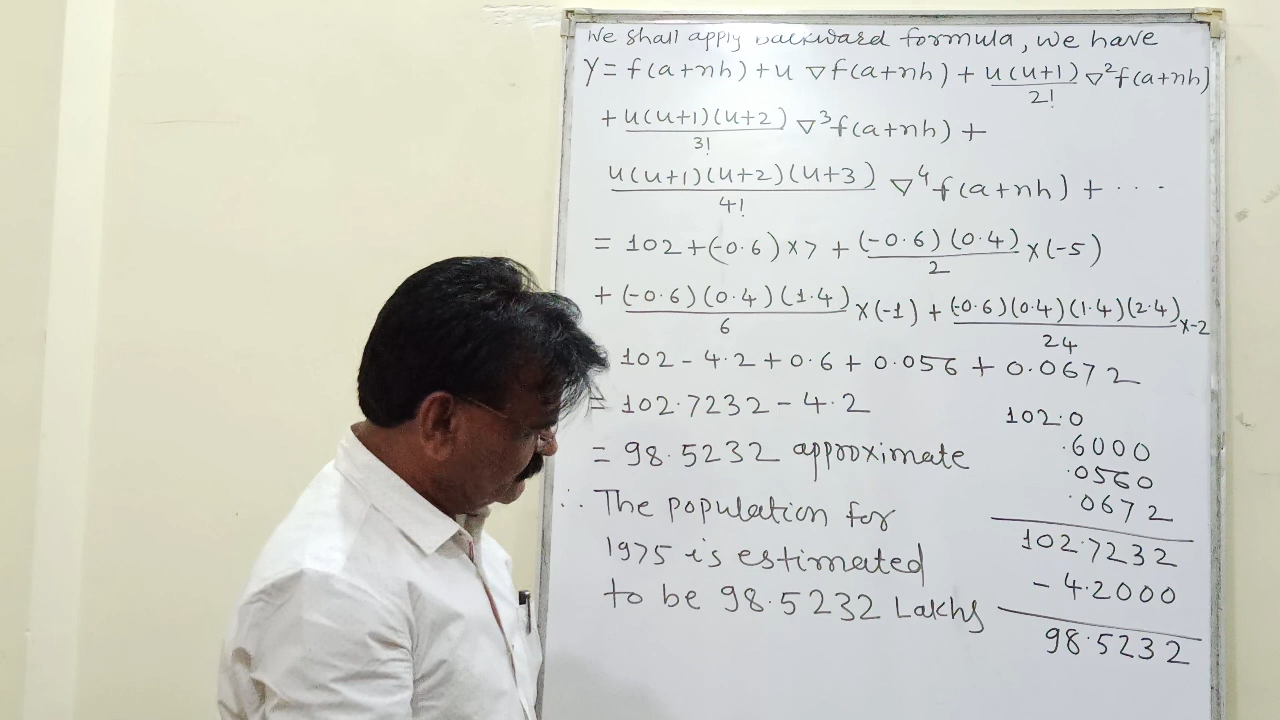 We shall apply backward formula, we have
Y = f(a+nh) + u ∇f(a+nh) + u(u+1)/2! ∇²f(a+nh)
+ u(u+1)(u+2)/3! ∇³f(a+nh) +
u(u+1)(u+2)(u+3)/4! ∇⁴f(a+nh) + ...
= 102 + (-0.6) × 7 + (-0.6)(0.4)/2 × (-5)
+ (-0.6)(0.4)(1.4)/6 × (-1) + (-0.6)(0.4)(1.4)(2.4)/24 × -2
102 - 4.2 + 0.6 + 0.056 + 0.0672
= 102.7232 - 4.2
= 98.5232 approximate
∴ The population for
1975 is estimated
to be 98.5232 Lakhs
102.0
.6000
.0560
.0672
102.7232
- 4.2000
98.5232